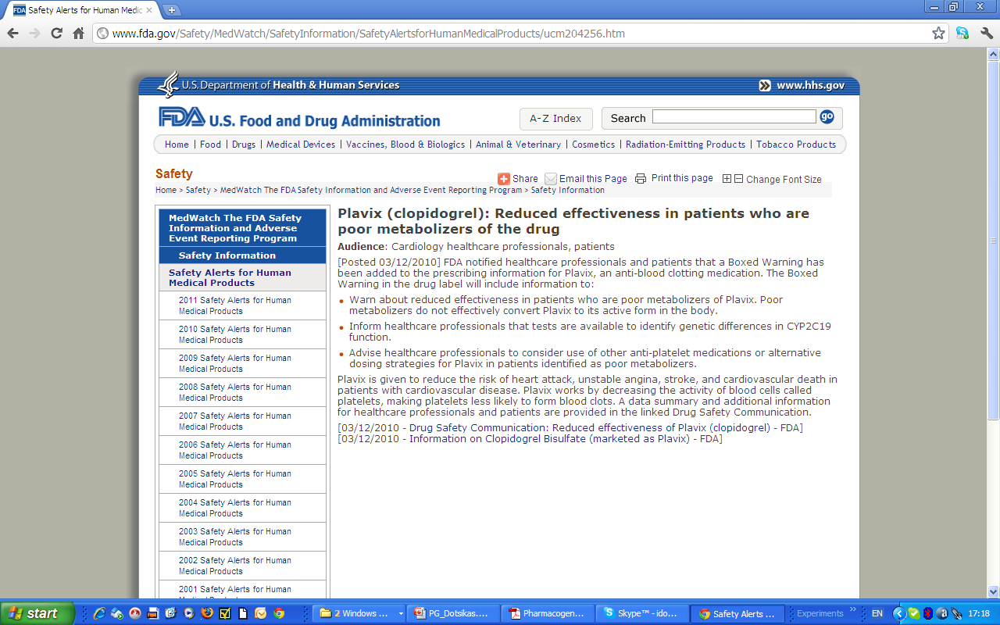 Safety Alerts for Human Medic
www.fda.gov/Safety/MedWatch/SafetyInformation/SafetyAlertsforHumanMedicalProducts/ucm204256.htm
U.S. Department of Health & Human Services
www.hhs.gov
FDA U.S. Food and Drug Administration
A-Z Index
Search
go
Home | Food | Drugs | Medical Devices | Vaccines, Blood & Biologics | Animal & Veterinary | Cosmetics | Radiation-Emitting Products | Tobacco Products
Safety
Share Email this Page Print this page Change Font Size
Home > Safety > MedWatch The FDA Safety Information and Adverse Event Reporting Program > Safety Information
MedWatch The FDA Safety
Information and Adverse
Event Reporting Program
Safety Information
Safety Alerts for Human
Medical Products
2011 Safety Alerts for Human
Medical Products
2010 Safety Alerts for Human
Medical Products
2009 Safety Alerts for Human
Medical Products
2008 Safety Alerts for Human
Medical Products
2007 Safety Alerts for Human
Medical Products
2006 Safety Alerts for Human
Medical Products
2005 Safety Alerts for Human
Medical Products
2004 Safety Alerts for Human
Medical Products
2003 Safety Alerts for Human
Medical Products
2002 Safety Alerts for Human
Medical Products
2001 Safety Alerts for Human
Plavix (clopidogrel): Reduced effectiveness in patients who are
poor metabolizers of the drug
Audience: Cardiology healthcare professionals, patients
[Posted 03/12/2010] FDA notified healthcare professionals and patients that a Boxed Warning has
been added to the prescribing information for Plavix, an anti-blood clotting medication. The Boxed
Warning in the drug label will include information to:
• Warn about reduced effectiveness in patients who are poor metabolizers of Plavix. Poor
metabolizers do not effectively convert Plavix to its active form in the body.
• Inform healthcare professionals that tests are available to identify genetic differences in CYP2C19
function.
• Advise healthcare professionals to consider use of other anti-platelet medications or alternative
dosing strategies for Plavix in patients identified as poor metabolizers.
Plavix is given to reduce the risk of heart attack, unstable angina, stroke, and cardiovascular death in
patients with cardiovascular disease. Plavix works by decreasing the activity of blood cells called
platelets, making platelets less likely to form blood clots. A data summary and additional information
for healthcare professionals and patients are provided in the linked Drug Safety Communication.
[03/12/2010 - Drug Safety Communication: Reduced effectiveness of Plavix (clopidogrel) - FDA]
[03/12/2010 - Information on Clopidogrel Bisulfate (marketed as Plavix) - FDA]
start
2 Windows ...
PG_Dotsikas....
Pharmacogen...
Skype™ - ido...
Safety Alerts ...
Experiments
EN
17:18